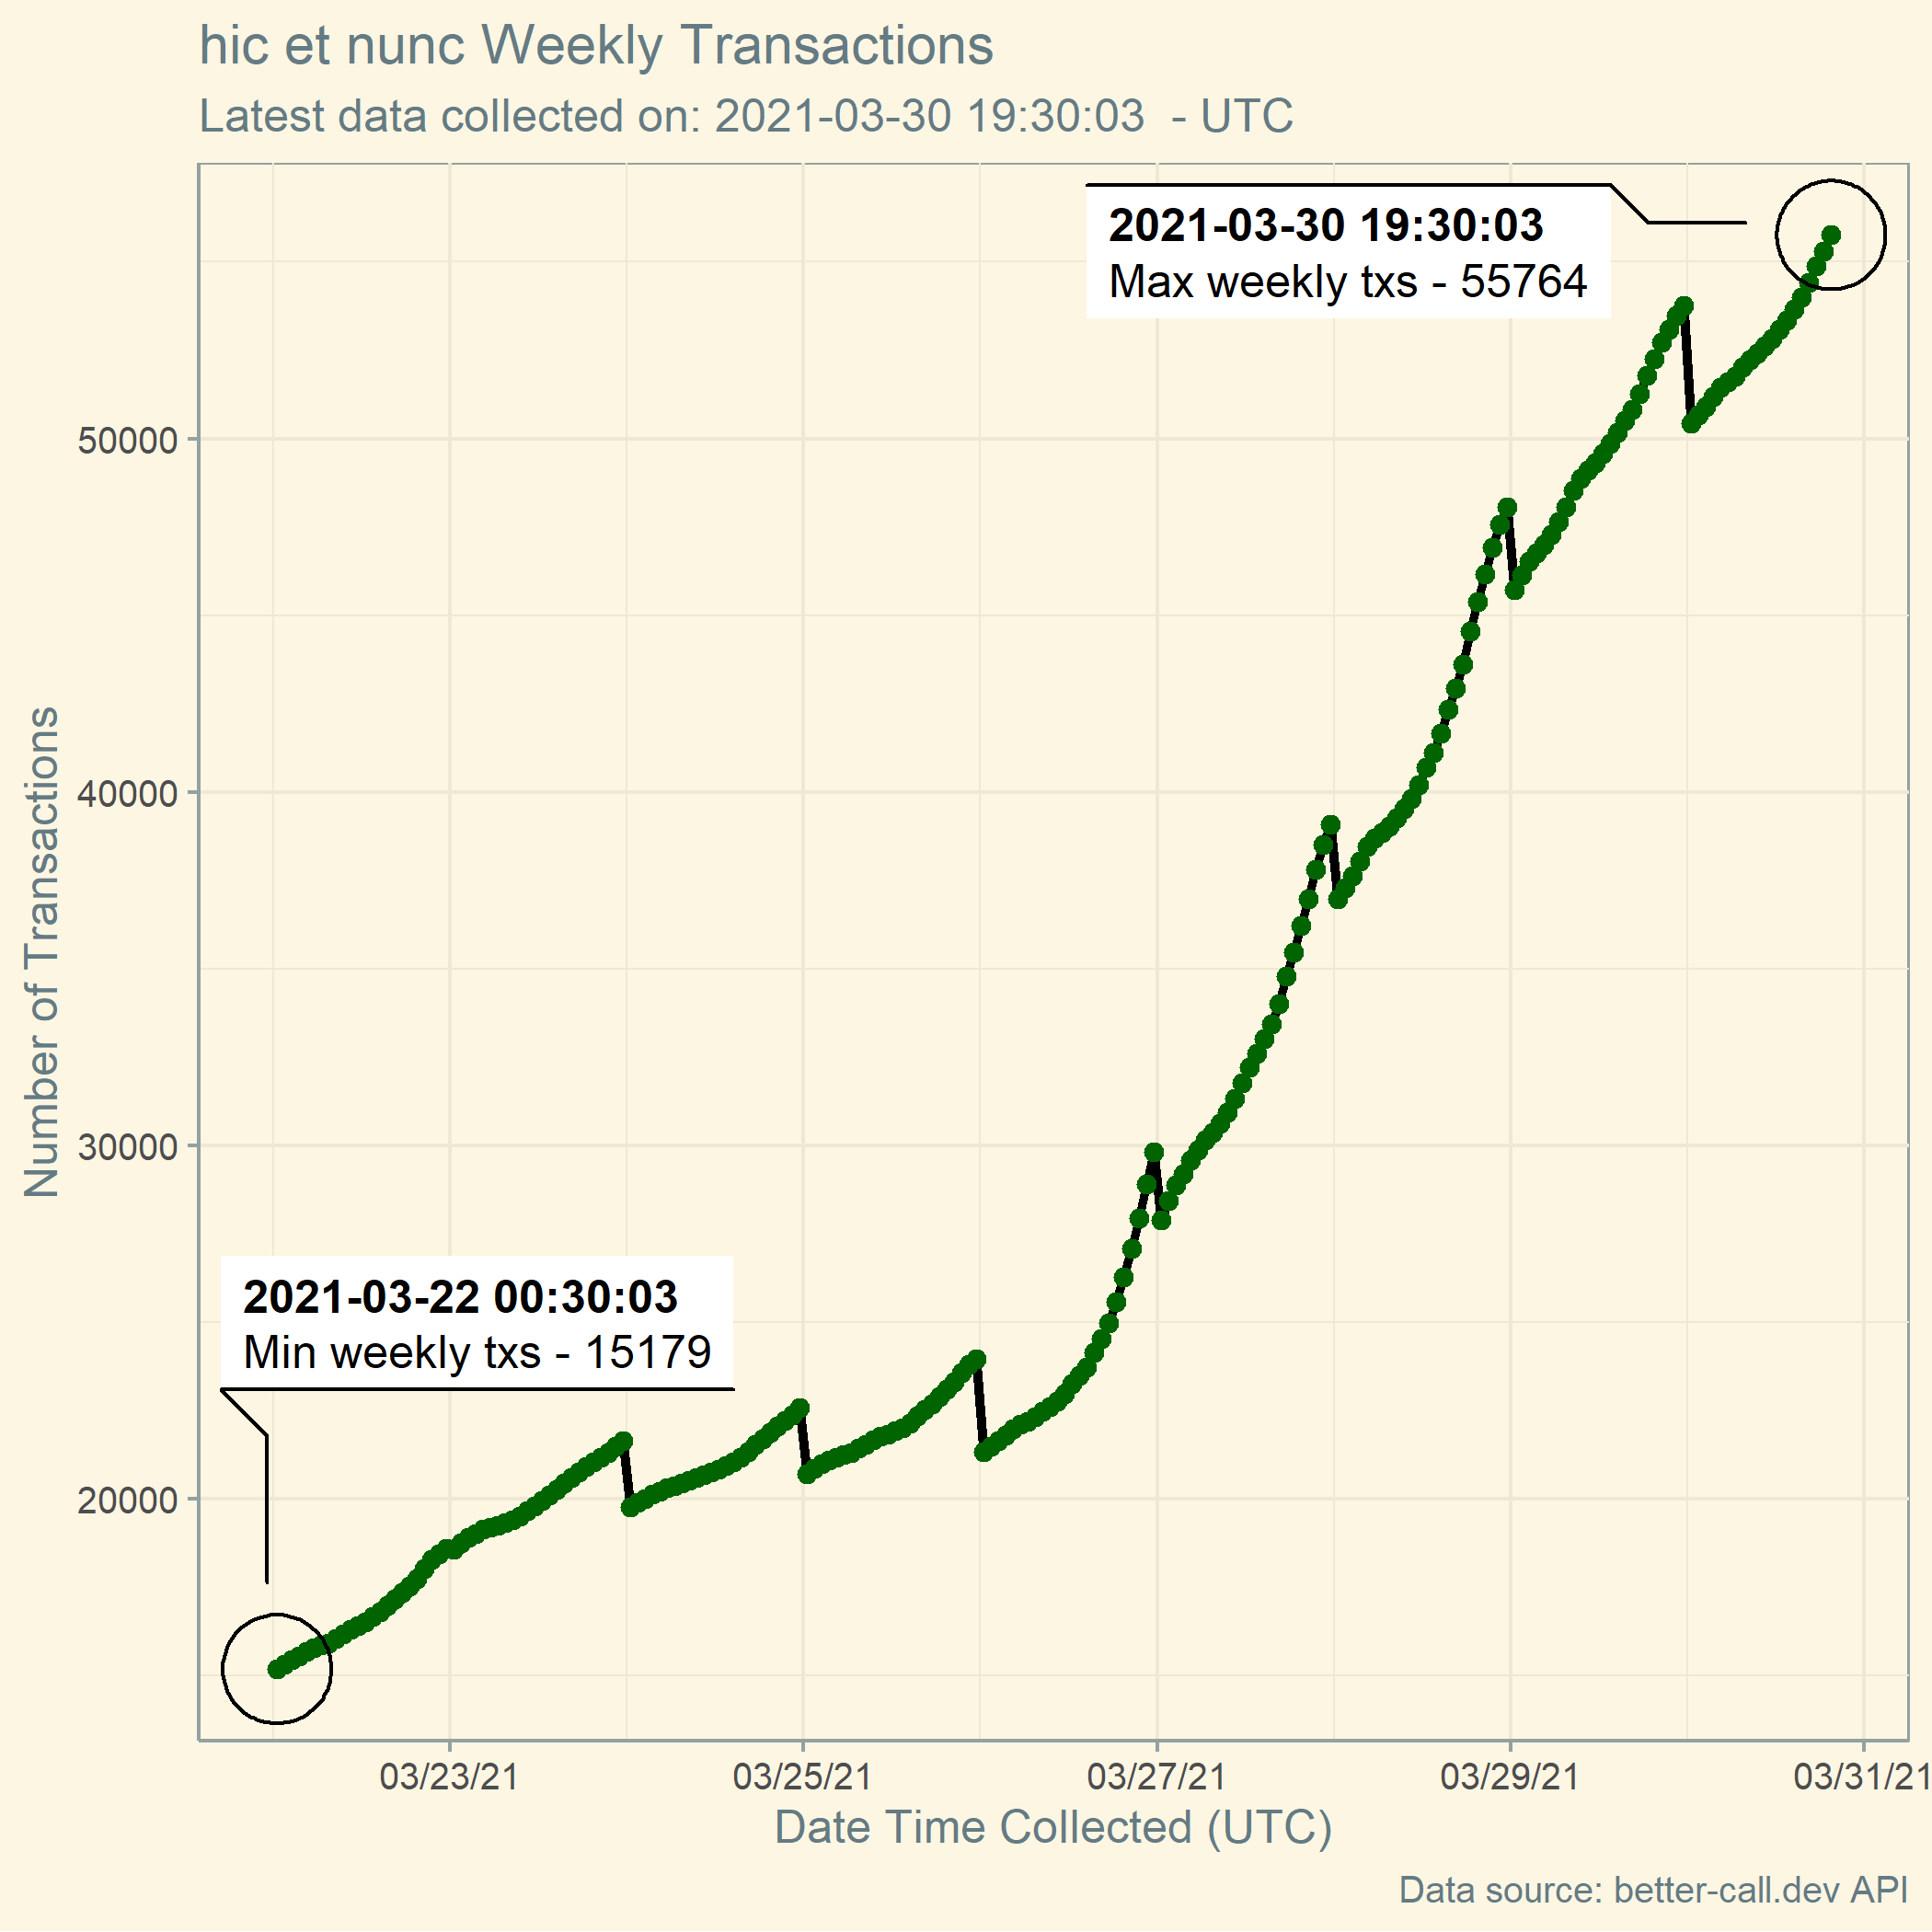 hic et nunc Weekly Transactions
Latest data collected on: 2021-03-30 19:30:03  - UTC
2021-03-30 19:30:03
Max weekly txs - 55764
2021-03-22 00:30:03
Min weekly txs - 15179
Number of Transactions
50000
40000
30000
20000
03/23/21
03/25/21
03/27/21
03/29/21
03/31/21
Date Time Collected (UTC)
Data source: better-call.dev API